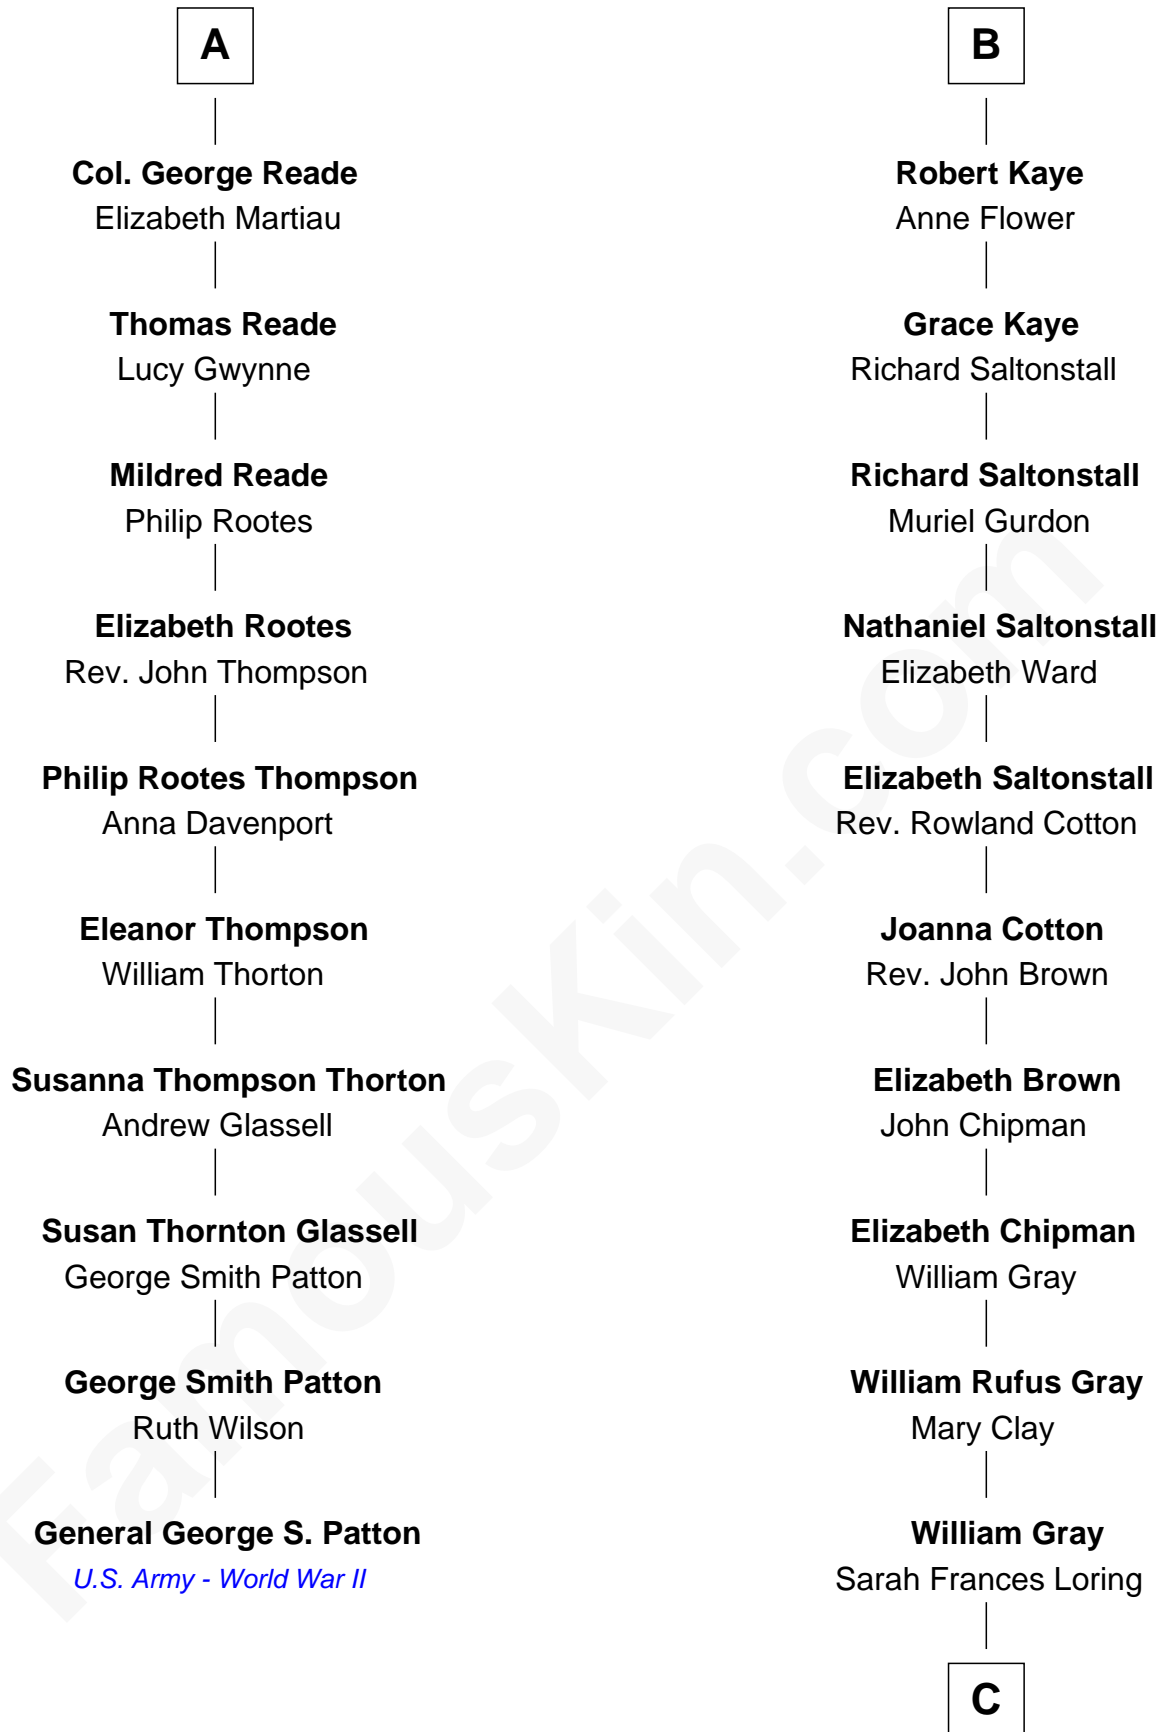 A
Col. George Reade
Elizabeth Martiau
Thomas Reade
Lucy Gwynne
Mildred Reade
Philip Rootes
Elizabeth Rootes
Rev. John Thompson
Philip Rootes Thompson
Anna Davenport
Eleanor Thompson
William Thorton
Susanna Thompson Thorton
Andrew Glassell
Susan Thornton Glassell
George Smith Patton
George Smith Patton
Ruth Wilson
General George S. Patton
U.S. Army - World War II
B
Robert Kaye
Anne Flower
Grace Kaye
Richard Saltonstall
Richard Saltonstall
Muriel Gurdon
Nathaniel Saltonstall
Elizabeth Ward
Elizabeth Saltonstall
Rev. Rowland Cotton
Joanna Cotton
Rev. John Brown
Elizabeth Brown
John Chipman
Elizabeth Chipman
William Gray
William Rufus Gray
Mary Clay
William Gray
Sarah Frances Loring
C
FamousKin.com